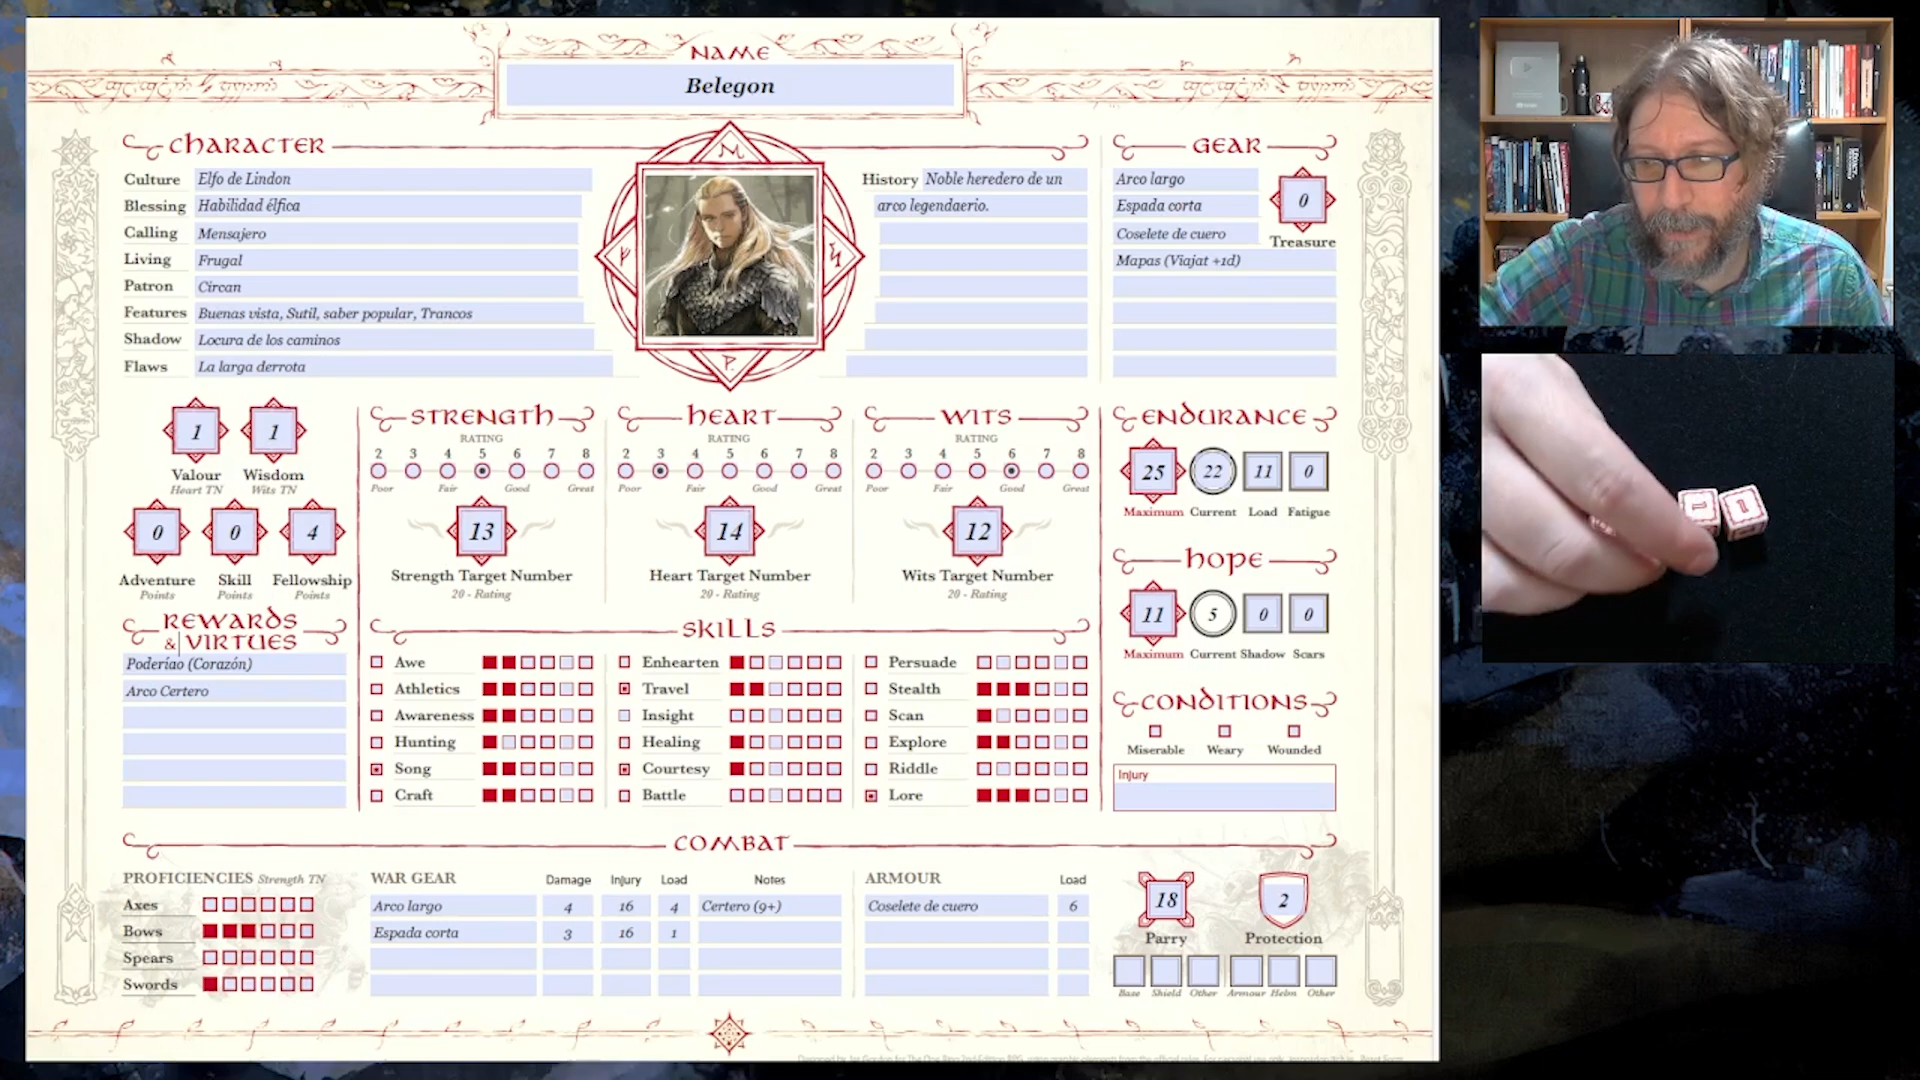 NAME
Belegon
CHARACTER
Culture Elfo de Lindon
Blessing Habilidad élfica
Calling Mensajero
Living Frugal
Patron Circan
Features Buenas vista, Sutil, saber popular, Trancos
Shadow Locura de los caminos
Flaws La larga derrota
History Noble heredero de un
arco legendaerio.
GEAR
Arco largo
Espada corta
Coselete de cuero
Mapas (Viajat +1d)
0
Treasure
1 1
Valour Wisdom
Heart TN Wits TN
0 0 4
Adventure Skill Fellowship
Points Points Points
STRENGTH
RATING
2 3 4 5 6 7 8
Poor Fair Good Great
13
Strength Target Number
20 - Rating
HEART
RATING
2 3 4 5 6 7 8
Poor Fair Good Great
14
Heart Target Number
20 - Rating
WITS
RATING
2 3 4 5 6 7 8
Poor Fair Good Great
12
Wits Target Number
20 - Rating
ENDURANCE
25 22 11 0
Maximum Current Load Fatigue
HOPE
11 5 0 0
Maximum Current Shadow Scars
REWARDS
& VIRTUES
Poderíao (Corazón)
Arco Certero
SKILLS
Awe Enhearten Persuade
Athletics Travel Stealth
Awareness Insight Scan
Hunting Healing Explore
Song Courtesy Riddle
Craft Battle Lore
CONDITIONS
Miserable Weary Wounded
Injury
COMBAT
PROFICIENCIES Strength TN
Axes
Bows
Spears
Swords
WAR GEAR Damage Injury Load Notes
Arco largo 4 16 4 Certero (9+)
Espada corta 3 16 1
ARMOUR Load
Coselete de cuero 6
18 2
Parry Protection
Base Shield Other Armour Helm Other